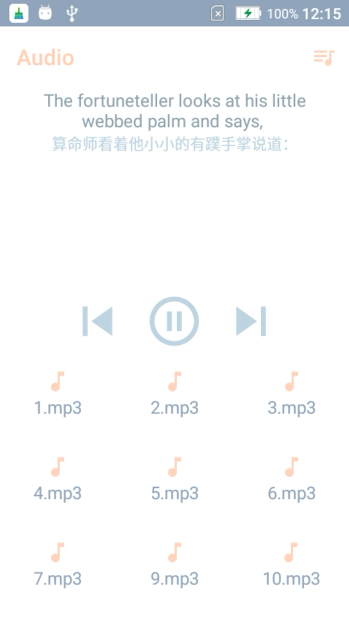 100% 12:15
Audio
The fortuneteller looks at his little
webbed palm and says,
算命师看着他小小的有蹼手掌说道：
1.mp3 2.mp3 3.mp3
4.mp3 5.mp3 6.mp3
7.mp3 9.mp3 10.mp3